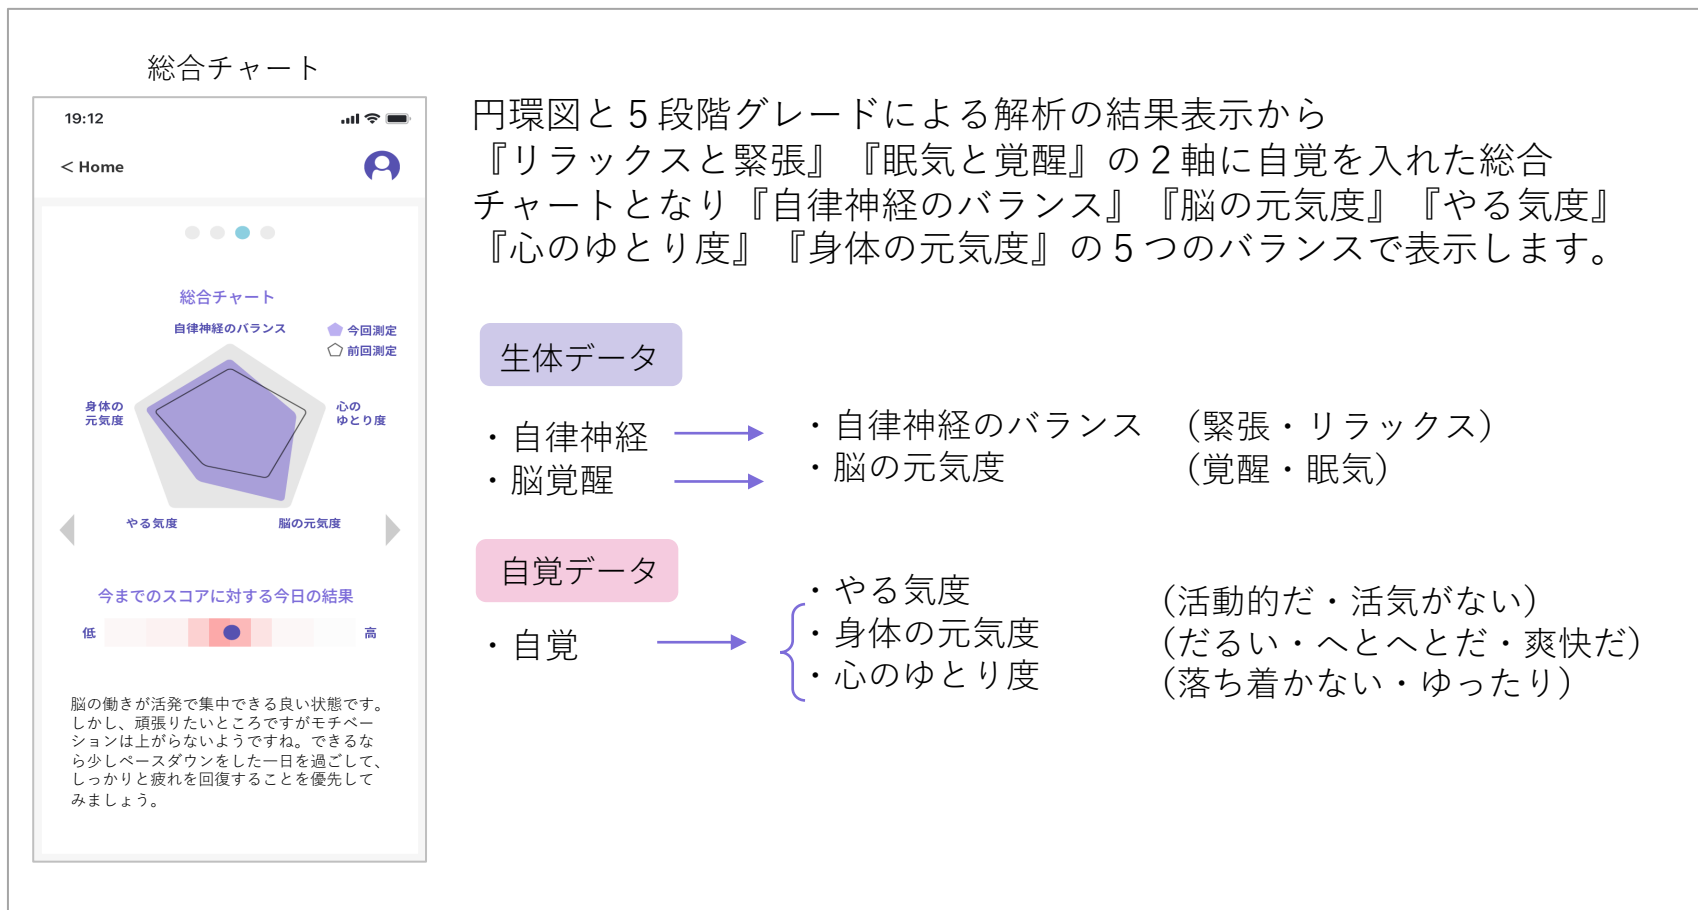 総合チャート
19:12
< Home
総合チャート
自律神経のバランス
今回測定
前回測定
身体の
元気度
心の
ゆとり度
やる気度
脳の元気度
今までのスコアに対する今日の結果
低
高
脳の働きが活発で集中できる良い状態です。
しかし、頑張りたいところですがモチベー
ションは上がらないようですね。できるな
ら少しペースダウンをした一日を過ごして、
しっかりと疲れを回復することを優先して
みましょう。
円環図と5段階グレードによる解析の結果表示から
『リラックスと緊張』『眠気と覚醒』の2軸に自覚を入れた総合
チャートとなり『自律神経のバランス』『脳の元気度』『やる気度』
『心のゆとり度』『身体の元気度』の5つのバランスで表示します。
生体データ
・自律神経 ・自律神経のバランス (緊張・リラックス)
・脳覚醒 ・脳の元気度 (覚醒・眠気)
自覚データ
・やる気度 (活動的だ・活気がない)
・自覚 ・身体の元気度 (だるい・へとへとだ・爽快だ)
・心のゆとり度 (落ち着かない・ゆったり)